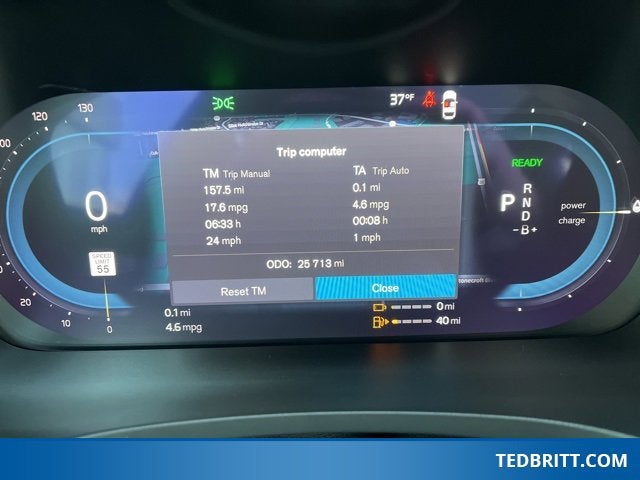 130
120
100
37°F
Trip computer
TM Trip Manual
TA Trip Auto
157.5 mi
0.1 mi
17.6 mpg
4.6 mpg
06:33 h
00:08 h
24 mph
1 mph
ODO: 25 713 mi
Reset TM
Close
0
mph
SPEED
LIMIT
55
20
10
0
READY
P
R
N
D
-B+
power
charge
0.1 mi
4.6 mpg
0 mi
40 mi
TEDBRITT.COM